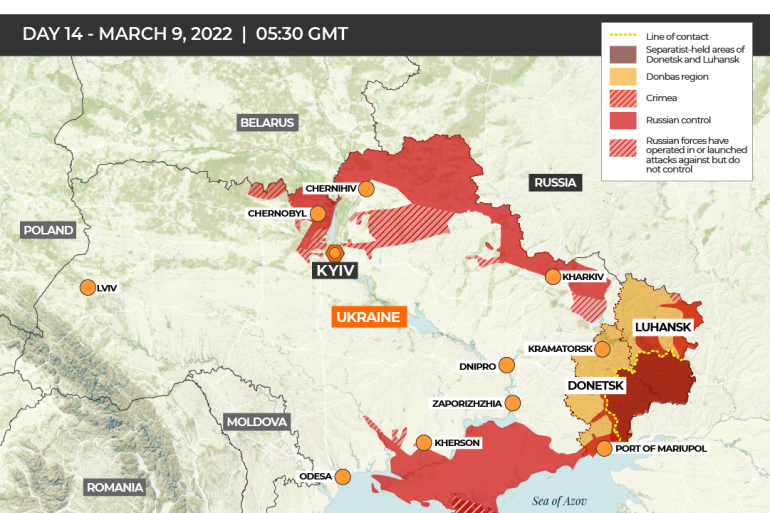 DAY 14 - MARCH 9, 2022 | 05:30 GMT
Line of contact
Separatist-held areas of
Donetsk and Luhansk
Donbas region
Crimea
Russian control
Russian forces have
operated in or launched
attacks against but do
not control
BELARUS
RUSSIA
CHERNIHIV
CHERNOBYL
POLAND
KYIV
KHARKIV
LVIV
UKRAINE
LUHANSK
KRAMATORSK
DNIPRO
DONETSK
ZAPORIZHZHIA
MOLDOVA
KHERSON
PORT OF MARIUPOL
ODESA
ROMANIA
Sea of Azov